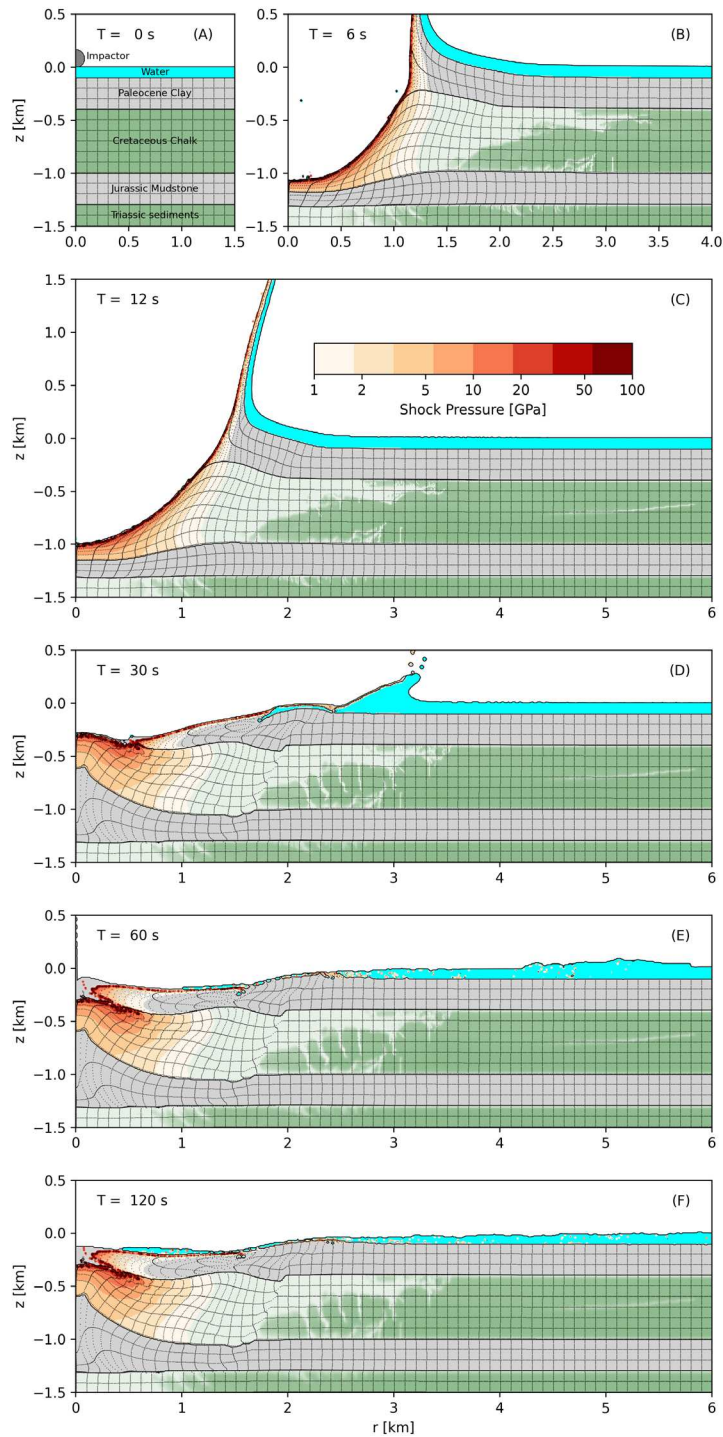 T = 0 s (A)
Impactor
Water
Paleocene Clay
Cretaceous Chalk
Jurassic Mudstone
Triassic sediments
z [km]
0.5
0.0
−0.5
−1.0
−1.5
0.0 0.5 1.0 1.5
T = 6 s (B)
0.5
0.0
−0.5
−1.0
−1.5
0.0 0.5 1.0 1.5 2.0 2.5 3.0 3.5 4.0
T = 12 s (C)
z [km]
1.5
1.0
0.5
0.0
−0.5
−1.0
−1.5
1 2 5 10 20 50 100
Shock Pressure [GPa]
0 1 2 3 4 5 6
T = 30 s (D)
z [km]
0.5
0.0
−0.5
−1.0
−1.5
0 1 2 3 4 5 6
T = 60 s (E)
z [km]
0.5
0.0
−0.5
−1.0
−1.5
0 1 2 3 4 5 6
T = 120 s (F)
z [km]
0.5
0.0
−0.5
−1.0
−1.5
0 1 2 3 4 5 6
r [km]